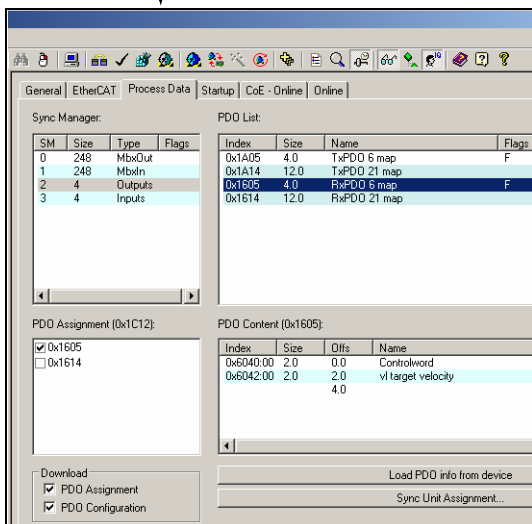 General EtherCAT Process Data Startup CoE - Online Online
Sync Manager:
SM Size Type Flags
0 248 MbxOut
1 248 MbxIn
2 4 Outputs
3 4 Inputs
PDO List:
Index Size Name Flags
0x1A05 4.0 TxPDO 6 map F
0x1A14 12.0 TxPDO 21 map
0x1605 4.0 RxPDO 6 map F
0x1614 12.0 RxPDO 21 map
PDO Assignment (0x1C12):
0x1605
0x1614
PDO Content (0x1605):
Index Size Offs Name
0x6040:00 2.0 0.0 Controlword
0x6042:00 2.0 2.0 vl target velocity
4.0
Download
PDO Assignment
PDO Configuration
Load PDO info from device
Sync Unit Assignment...